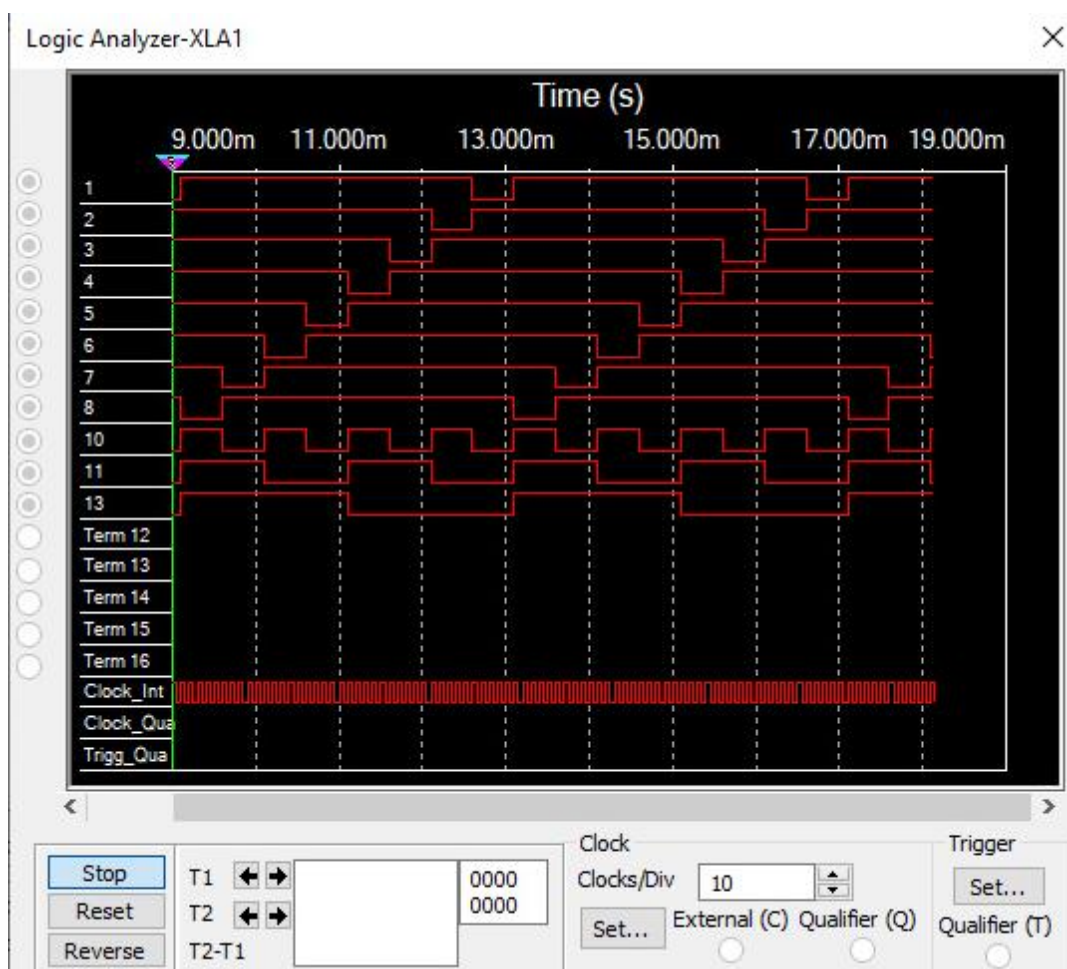 Logic Analyzer-XLA1
Time (s)
9.000m 11.000m 13.000m 15.000m 17.000m 19.000m
1
2
3
4
5
6
7
8
10
11
13
Term 12
Term 13
Term 14
Term 15
Term 16
Clock_Int
Clock_Qua
Trigg_Qua
Stop
Reset
Reverse
T1
T2
T2-T1
0000
0000
Clock
Clocks/Div 10
Set... External (C) Qualifier (Q)
Trigger
Set...
Qualifier (T)